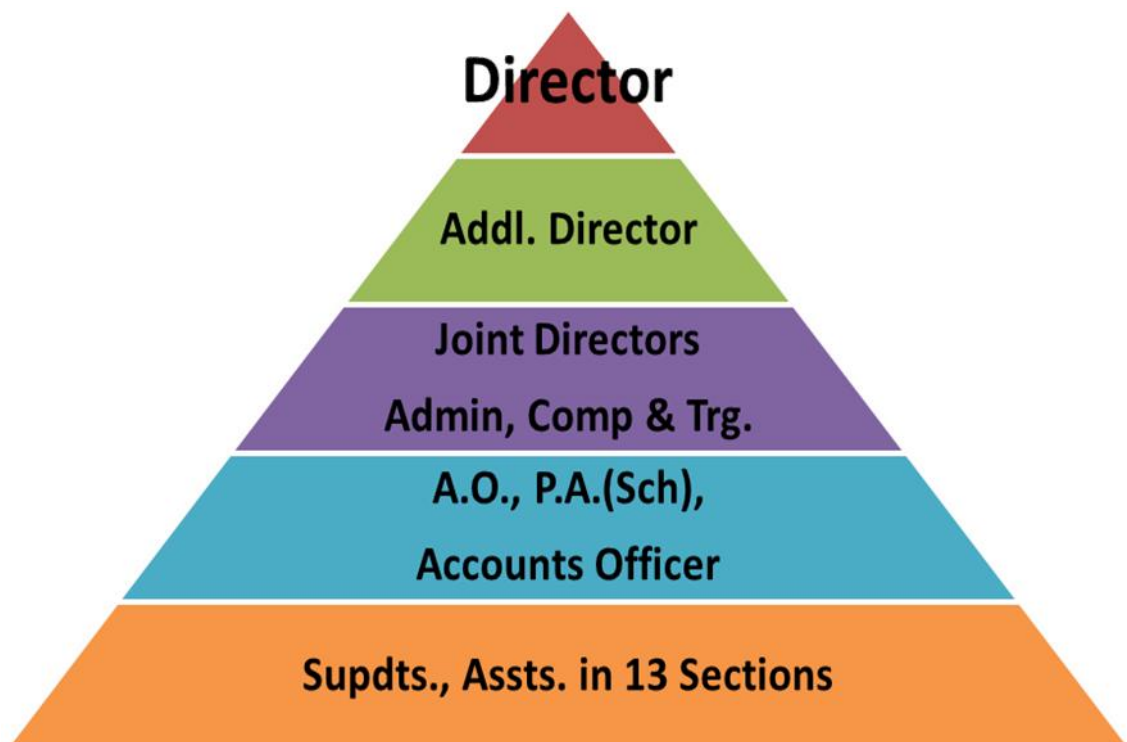 Director
Addl. Director
Joint Directors
Admin, Comp & Trg.
A.O., P.A.(Sch),
Accounts Officer
Supdts., Assts. in 13 Sections